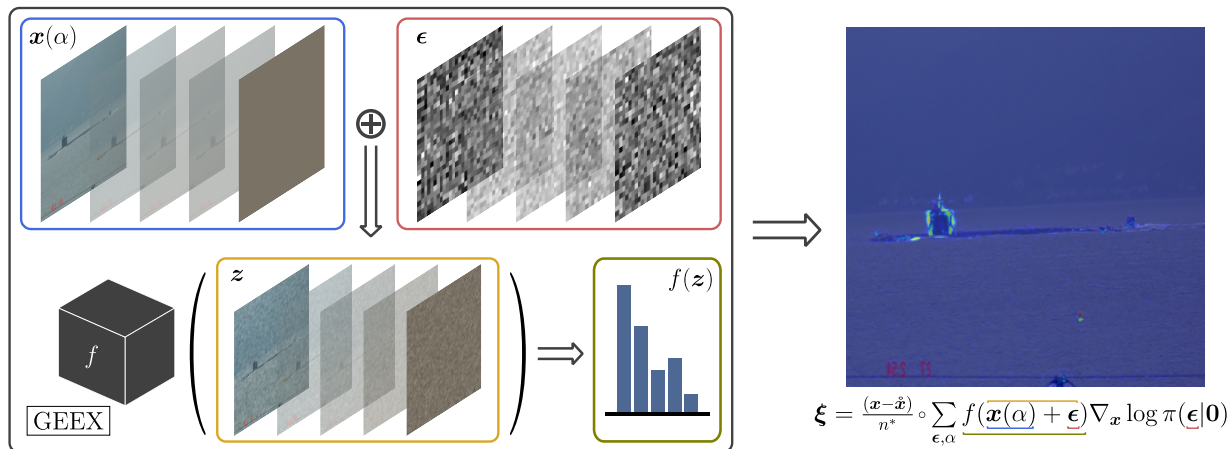 𝒙(α)
ϵ
⊕
𝒛
f(𝒛)
f
GEEX
𝝃 = (𝒙−𝒙̊)/n* ∘ ∑_{ϵ,α} f(𝒙(α) + ϵ)∇_𝒙 log π(ϵ|𝟎)